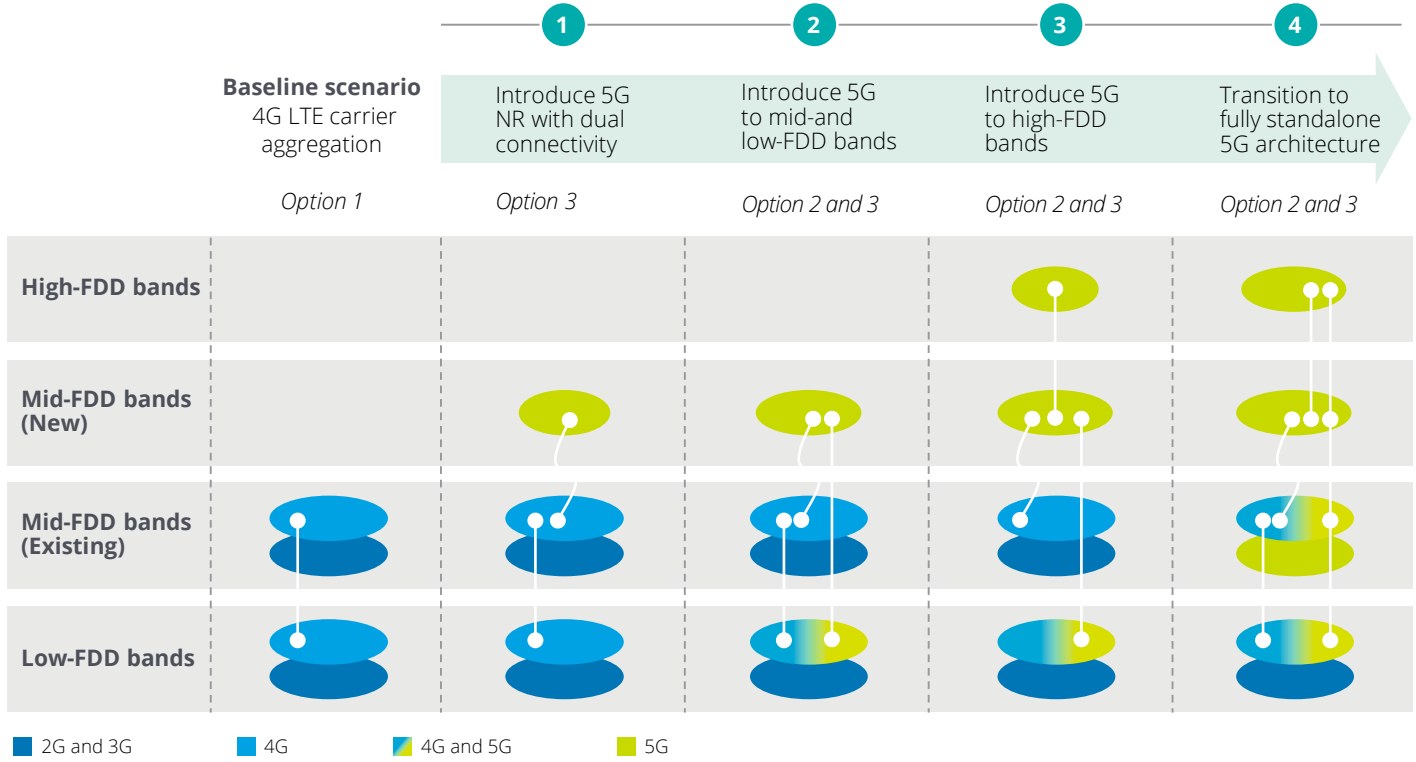 1
2
3
4
Baseline scenario
4G LTE carrier
aggregation
Introduce 5G
NR with dual
connectivity
Introduce 5G
to mid-and
low-FDD bands
Introduce 5G
to high-FDD
bands
Transition to
fully standalone
5G architecture
Option 1
Option 3
Option 2 and 3
Option 2 and 3
Option 2 and 3
High-FDD bands
Mid-FDD bands
(New)
Mid-FDD bands
(Existing)
Low-FDD bands
2G and 3G
4G
4G and 5G
5G